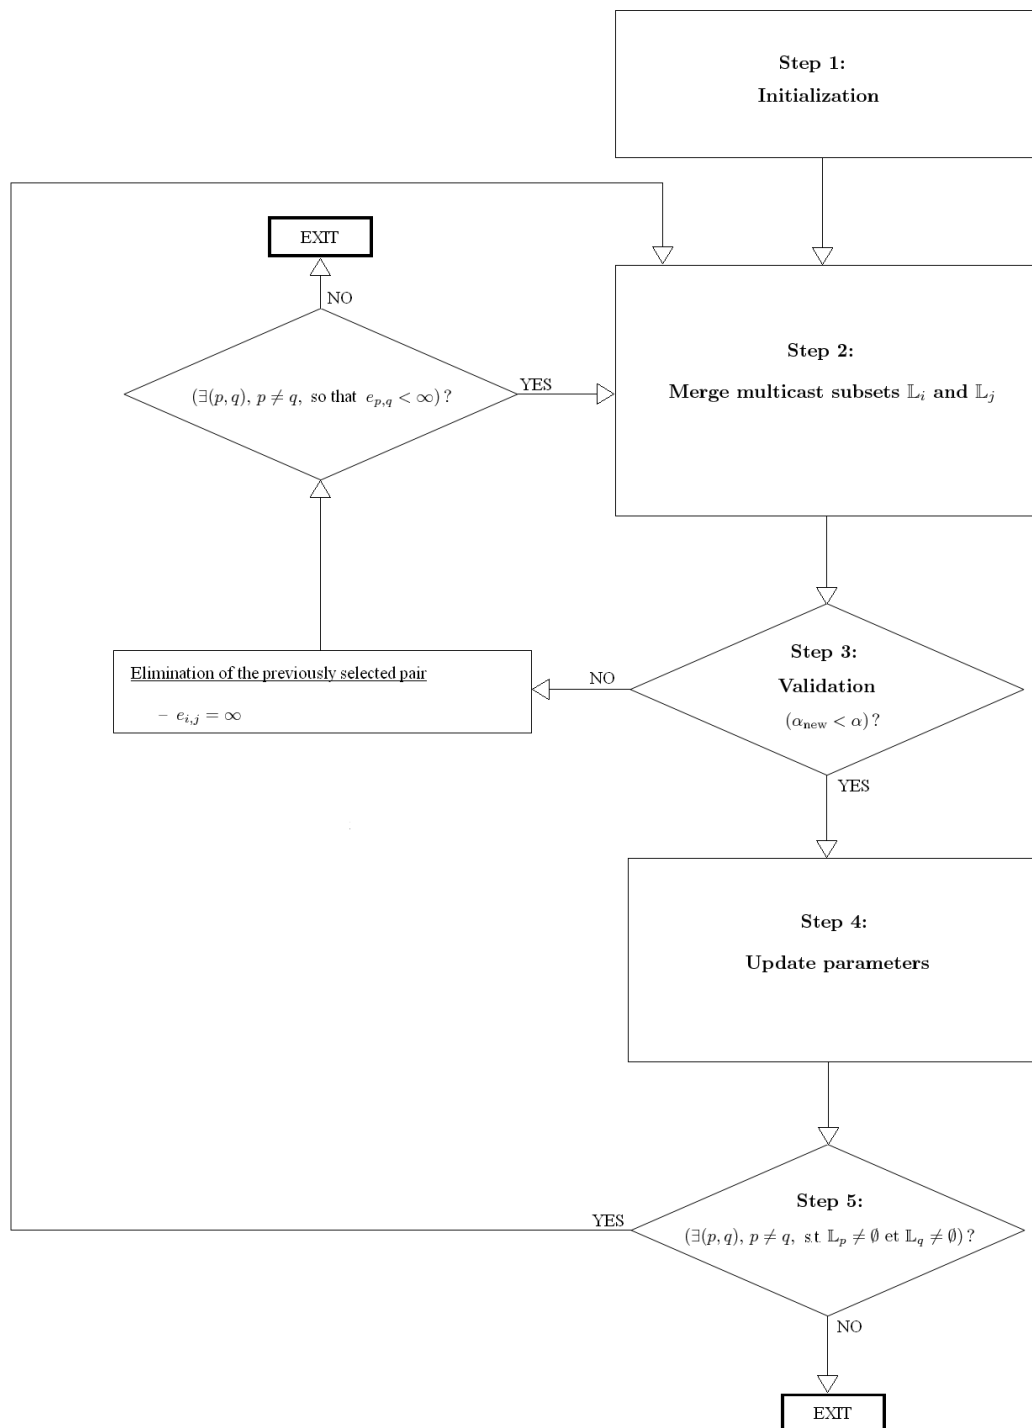 Step 1:
Initialization
EXIT
NO
(∃(p, q), p ≠ q, so that e_{p,q} < ∞) ?
YES
Step 2:
Merge multicast subsets 𝕃_i and 𝕃_j
Elimination of the previously selected pair
– e_{i,j} = ∞
NO
Step 3:
Validation
(α_new < α) ?
YES
Step 4:
Update parameters
YES
Step 5:
(∃(p, q), p ≠ q, s.t 𝕃_p ≠ ∅ et 𝕃_q ≠ ∅) ?
NO
EXIT